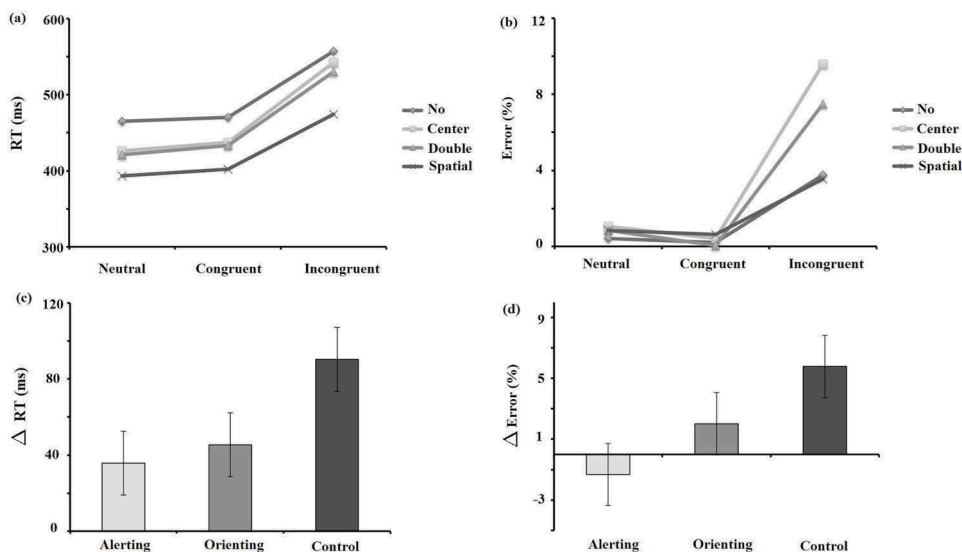 (a)
600
500
400
300
RT (ms)
No
Center
Double
Spatial
Neutral Congruent Incongruent
(b)
12
8
4
0
Error (%)
No
Center
Double
Spatial
Neutral Congruent Incongruent
(c)
120
80
40
0
△ RT (ms)
Alerting Orienting Control
(d)
9
5
1
-3
△ Error (%)
Alerting Orienting Control